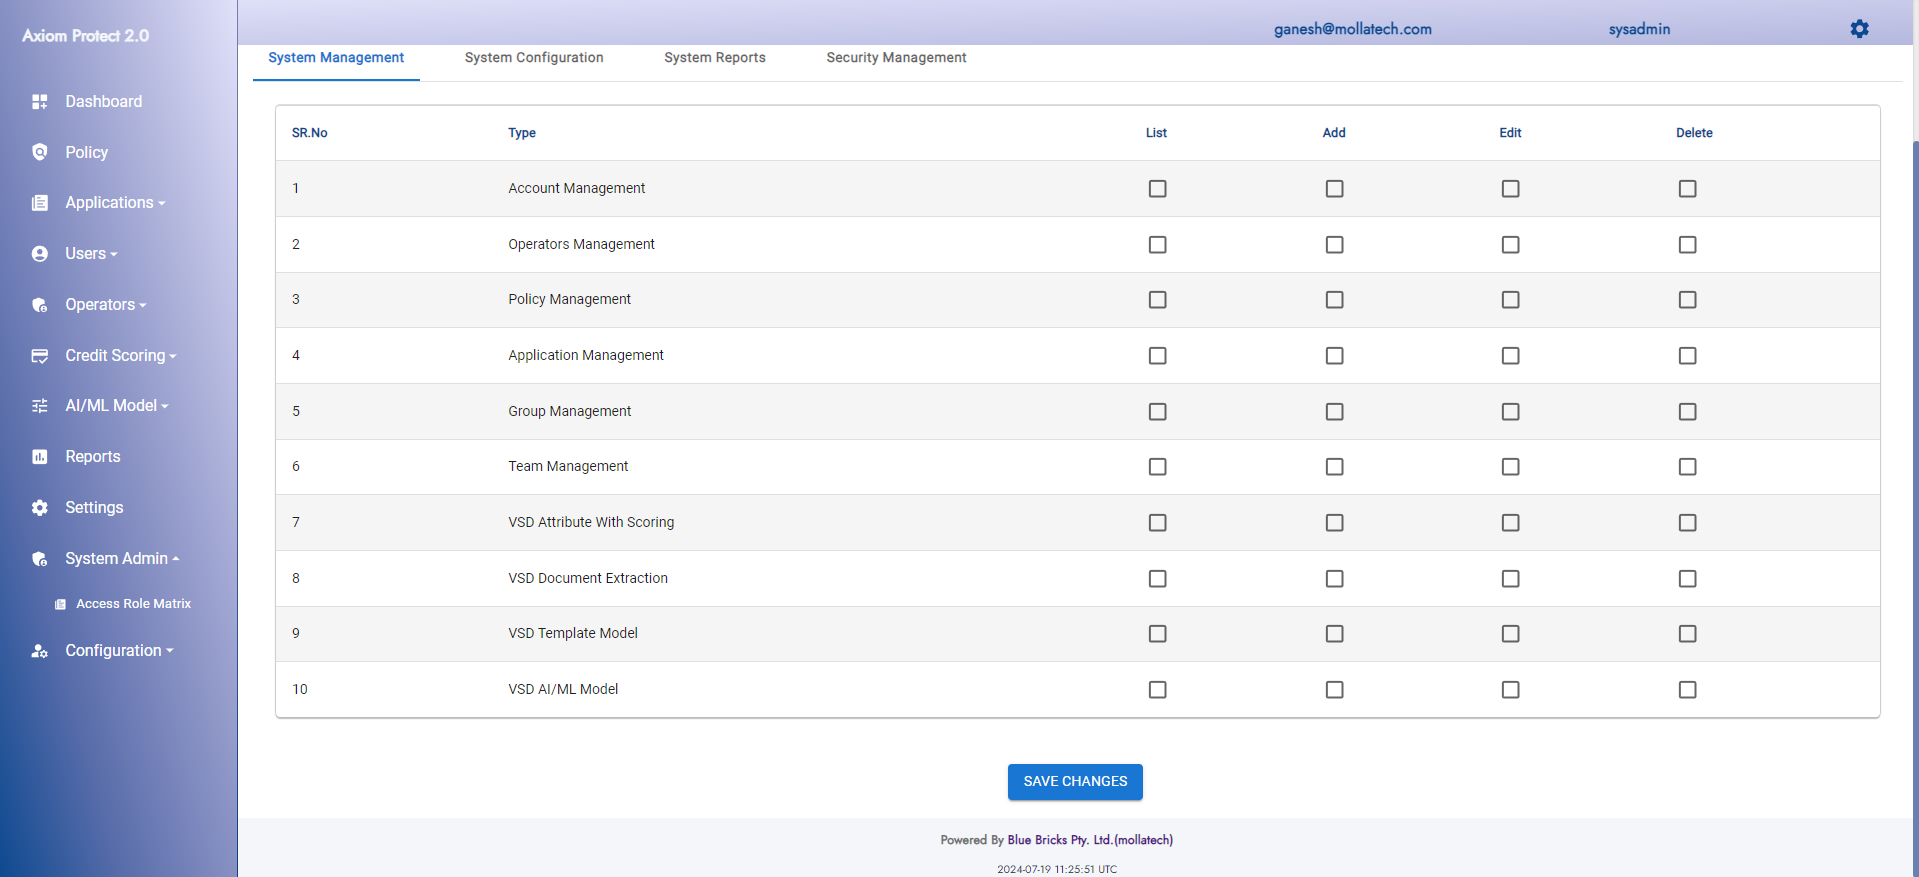 Axiom Protect 2.0
ganesh@mollatech.com
sysadmin
Dashboard
Policy
Applications
Users
Operators
Credit Scoring
AI/ML Model
Reports
Settings
System Admin
Access Role Matrix
Configuration
System Management System Configuration System Reports Security Management
SR.No Type List Add Edit Delete
1 Account Management
2 Operators Management
3 Policy Management
4 Application Management
5 Group Management
6 Team Management
7 VSD Attribute With Scoring
8 VSD Document Extraction
9 VSD Template Model
10 VSD AI/ML Model
SAVE CHANGES
Powered By Blue Bricks Pty. Ltd.(mollatech)
2024-07-19 11:25:51 UTC